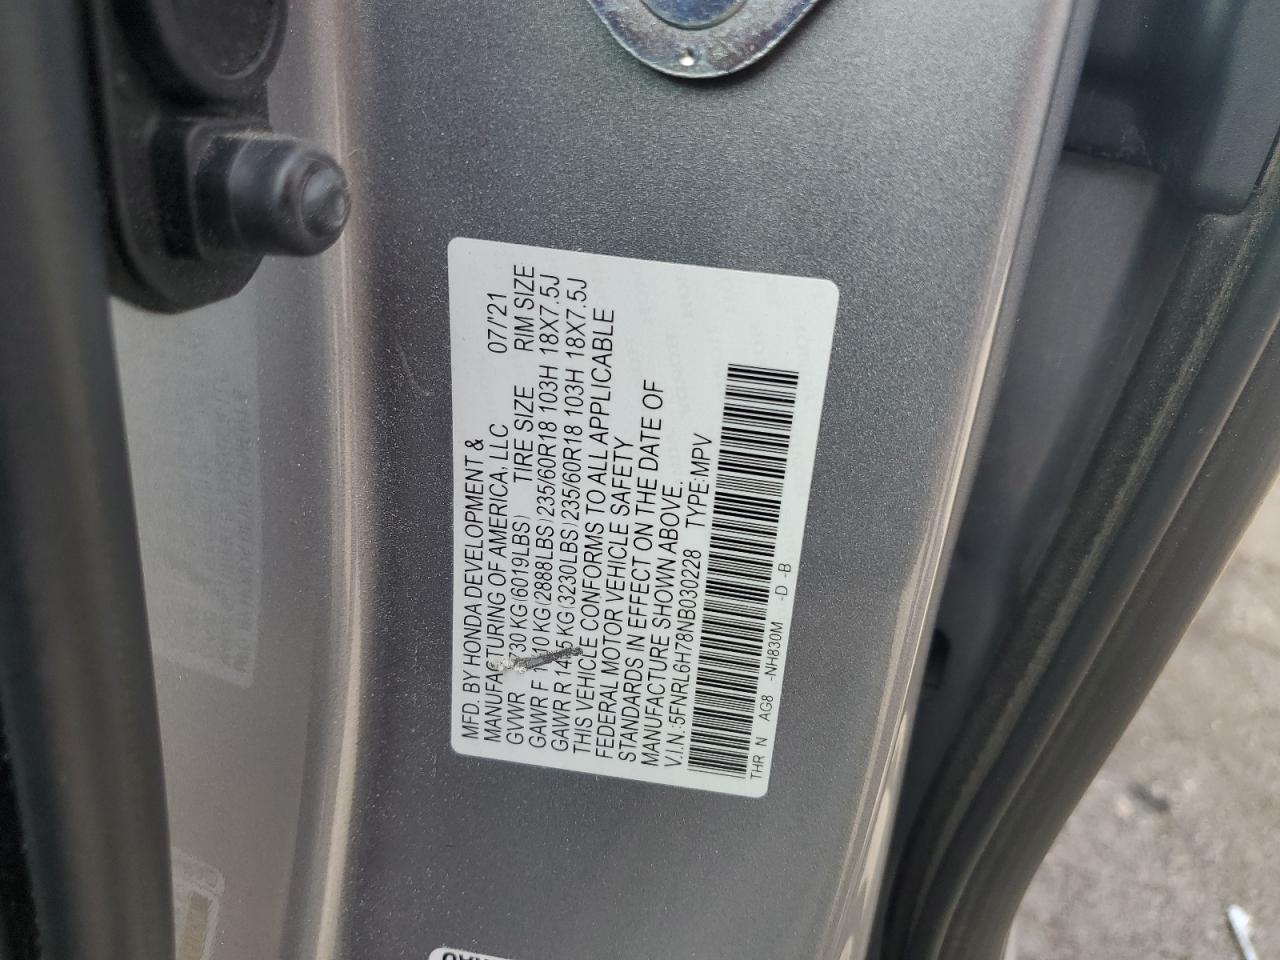 MFD. BY HONDA DEVELOPMENT &
MANUFACTURING OF AMERICA, LLC 07/'21
GVWR 2730 KG(6019LBS) TIRE SIZE RIM SIZE
GAWR F 1310 KG(2888LBS)235/60R18 103H 18X7.5J
GAWR R 1465 KG(3230LBS)235/60R18 103H 18X7.5J
THIS VEHICLE CONFORMS TO ALL APPLICABLE
FEDERAL MOTOR VEHICLE SAFETY
STANDARDS IN EFFECT ON THE DATE OF
MANUFACTURE SHOWN ABOVE.
V.I.N.:5FNRL6H78NB030228 TYPE:MPV
THR N AG8 -NH830M -D -B